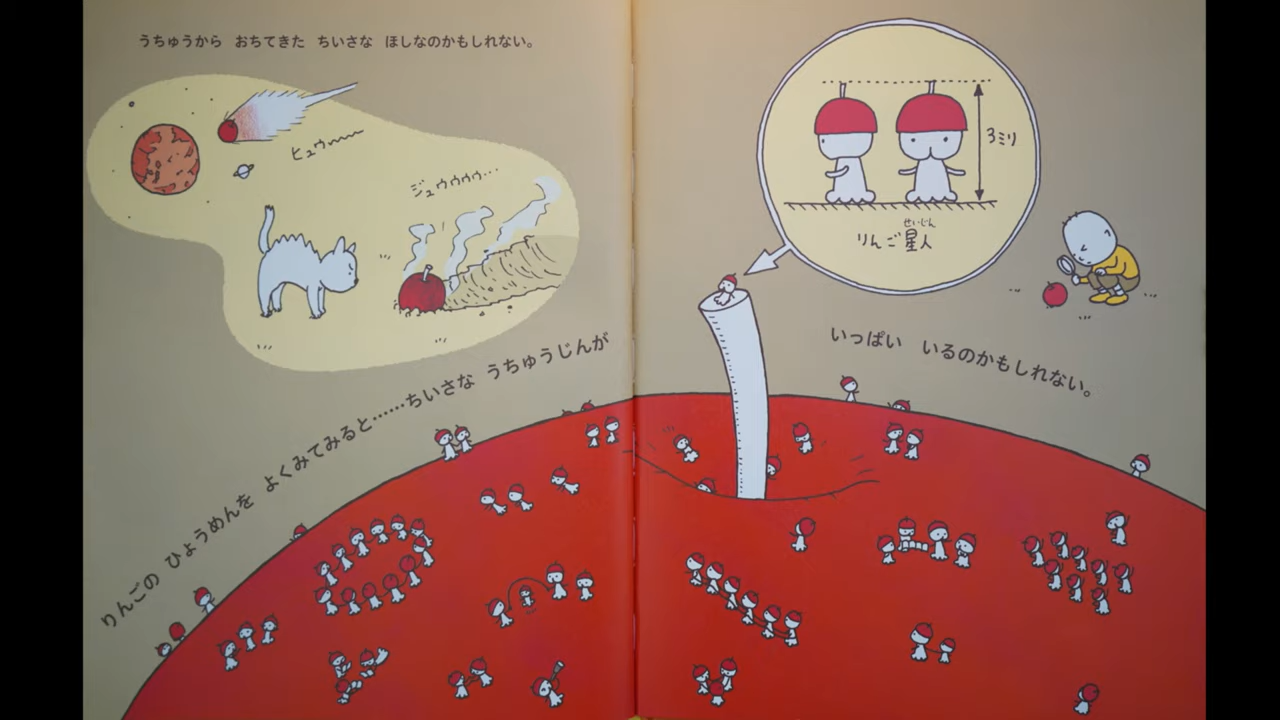 うちゅうから おちてきた ちいさな ほしなのかもしれない。
ヒュウ〜〜
ジュウウウウ…
りんごの ひょうめんを よくみてみると……ちいさな うちゅうじんが
いっぱい いるのかもしれない。
3ミリ
せいじん
りんご星人